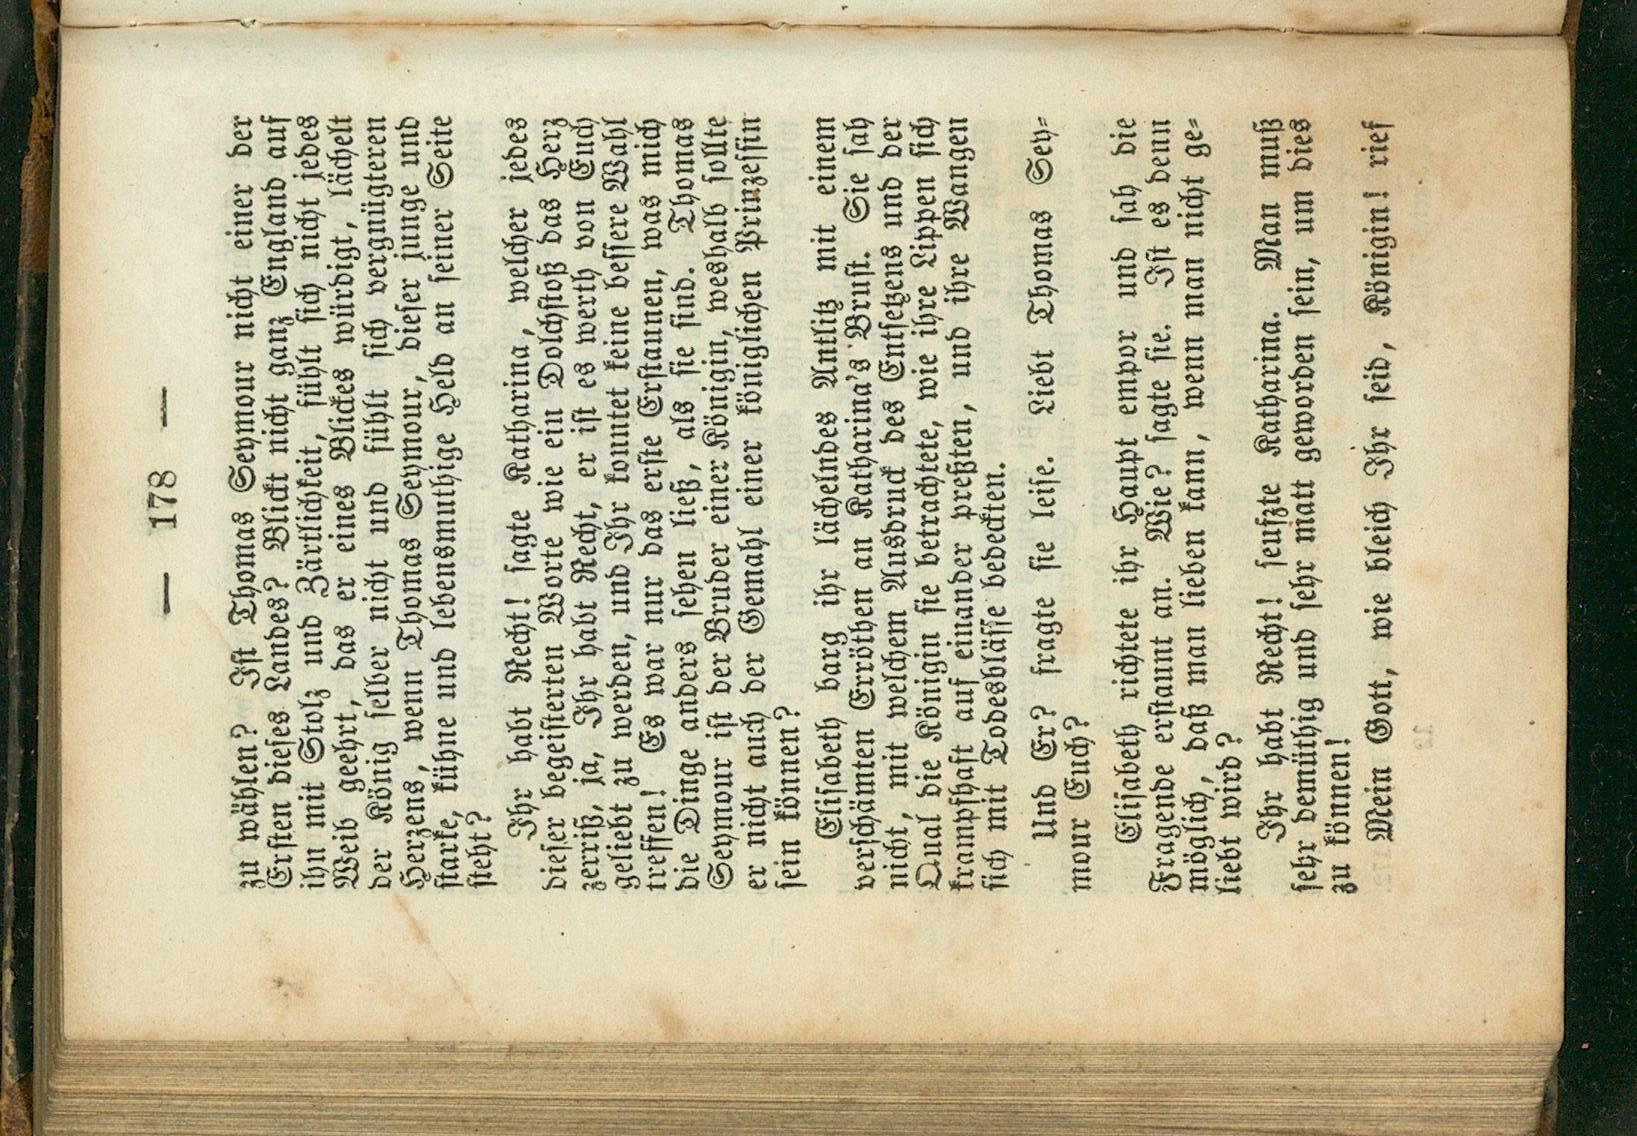 — 178 —
zu wählen? Ist Thomas Seymour nicht einer der
Ersten dieses Landes? Blickt nicht ganz England auf
ihn mit Stolz und Zärtlichkeit, fühlt sich nicht jedes
Weib geehrt, das er eines Blickes würdigt, lächelt
der König selber nicht und fühlt sich vergnügteren
Herzens, wenn Thomas Seymour, dieser junge und
starke, kühne und lebensmuthige Held an seiner Seite
steht?
Ihr habt Recht! sagte Katharina, welcher jedes
dieser begeisterten Worte wie ein Dolchstoß das Herz
zerriß, ja, Ihr habt Recht, er ist es werth von Euch
geliebt zu werden, und Ihr konntet keine bessere Wahl
treffen! Es war nur das erste Erstaunen, was mich
die Dinge anders sehen ließ, als sie sind. Thomas
Seymour ist der Bruder einer Königin, weshalb sollte
er nicht auch der Gemahl einer königlichen Prinzessin
sein können?
Elisabeth barg ihr lächelndes Antlitz mit einem
verschämten Erröthen an Katharina's Brust. Sie sah
nicht, mit welchem Ausdruck des Entsetzens und der
Qual die Königin sie betrachtete, wie ihre Lippen sich
krampfhaft auf einander preßten, und ihre Wangen
sich mit Todesblässe bedeckten.
Und Er? fragte sie leise. Liebt Thomas Sey-
mour Euch?
Elisabeth richtete ihr Haupt empor und sah die
Fragende erstaunt an. Wie? sagte sie. Ist es denn
möglich, daß man lieben kann, wenn man nicht ge-
liebt wird?
Ihr habt Recht! seufzte Katharina. Man muß
sehr demüthig und sehr matt geworden sein, um dies
zu können!
Mein Gott, wie bleich Ihr seid, Königin! rief